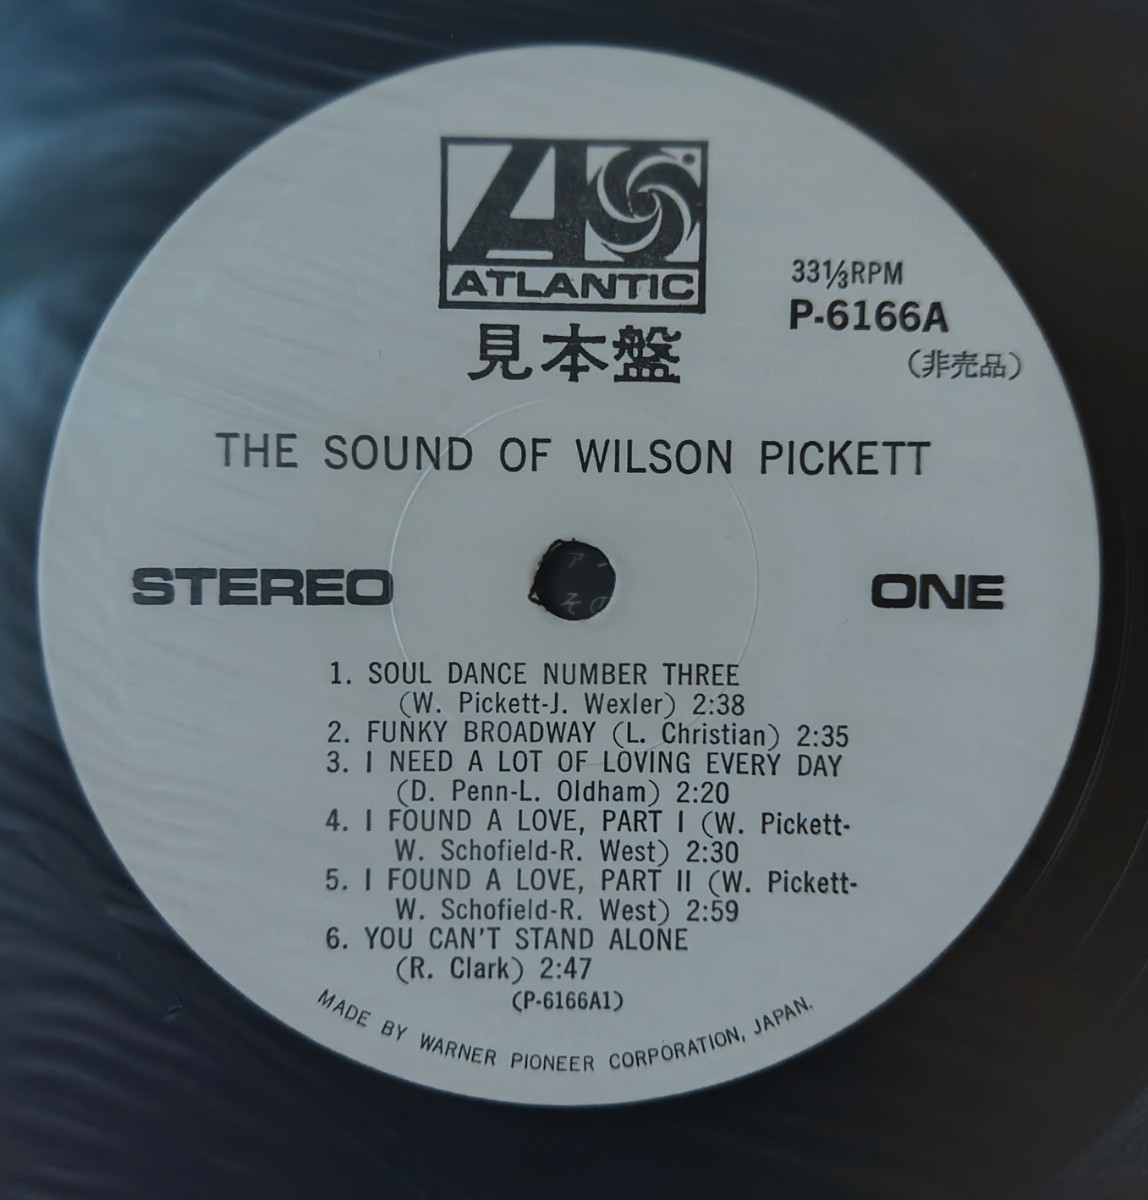 ATLANTIC
見本盤
33⅓RPM
P-6166A
(非売品)
THE SOUND OF WILSON PICKETT
STEREO
ONE
ア
その
1. SOUL DANCE NUMBER THREE
(W. Pickett-J. Wexler) 2:38
2. FUNKY BROADWAY (L. Christian) 2:35
3. I NEED A LOT OF LOVING EVERY DAY
(D. Penn-L. Oldham) 2:20
4. I FOUND A LOVE, PART I (W. Pickett-
W. Schofield-R. West) 2:30
5. I FOUND A LOVE, PART II (W. Pickett-
W. Schofield-R. West) 2:59
6. YOU CAN'T STAND ALONE
(R. Clark) 2:47
(P-6166A1)
MADE BY WARNER PIONEER CORPORATION, JAPAN.